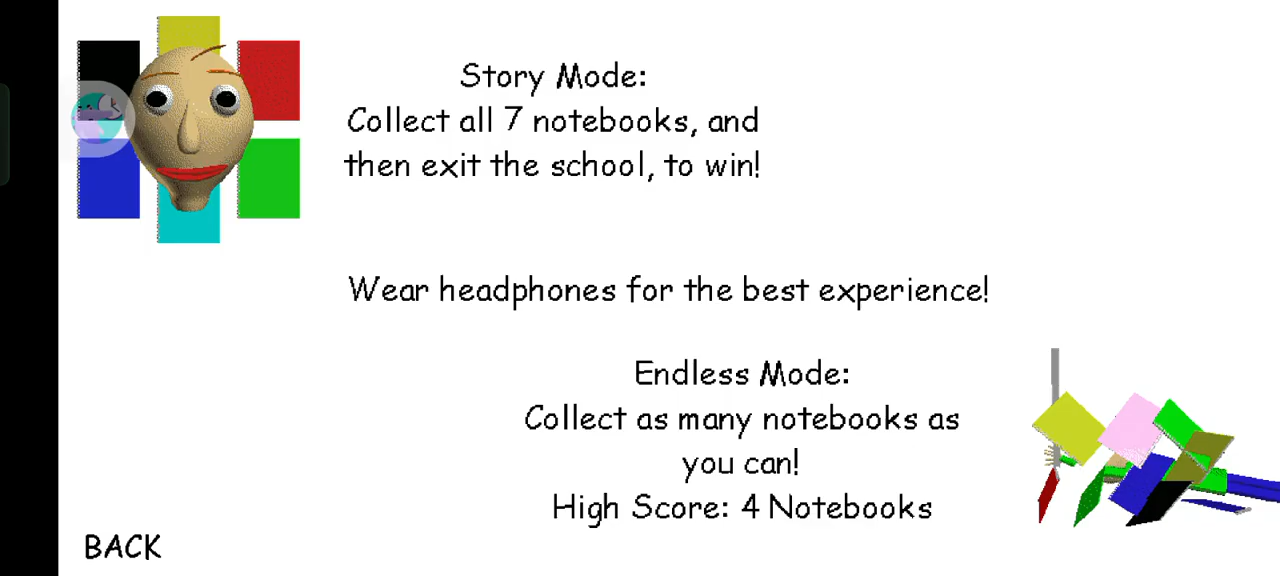 Story Mode:
Collect all 7 notebooks, and
then exit the school, to win!
Wear headphones for the best experience!
Endless Mode:
Collect as many notebooks as
you can!
High Score: 4 Notebooks
BACK